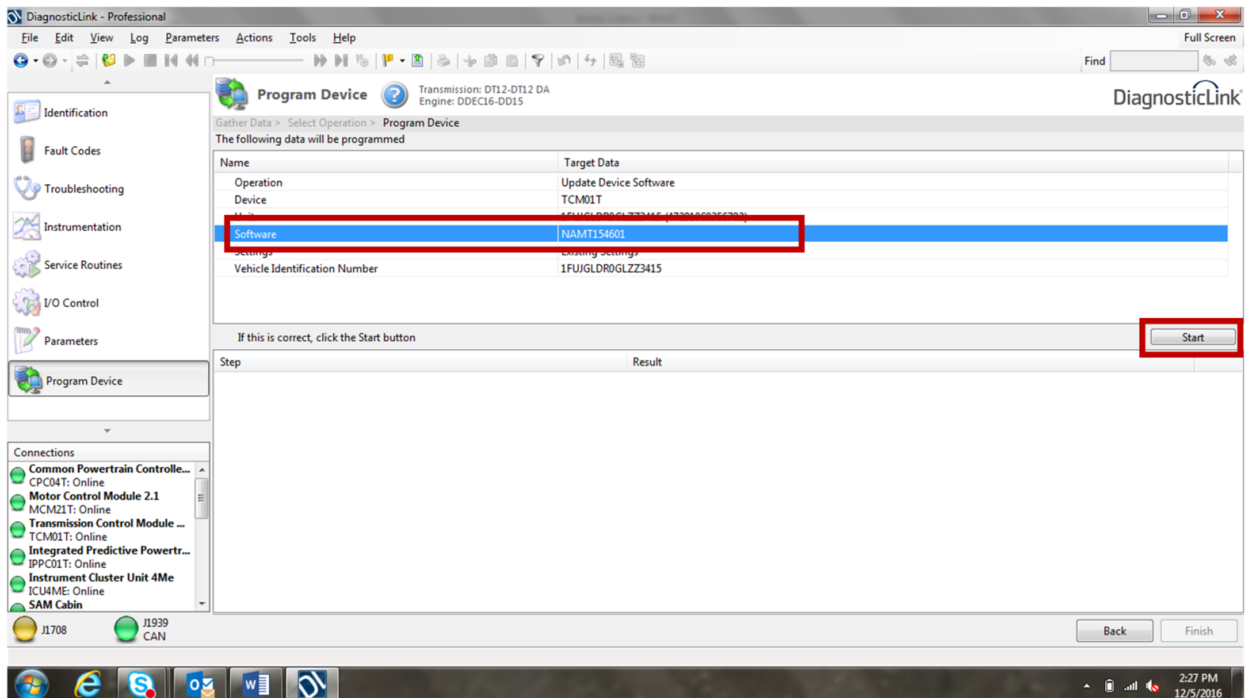 DiagnosticLink - Professional
File Edit View Log Parameters Actions Tools Help Full Screen
Find
Program Device
Transmission: DT12-DT12 DA
Engine: DDEC16-DD15
DiagnosticLink
Gather Data > Select Operation > Program Device
The following data will be programmed
Name Target Data
Operation Update Device Software
Device TCM01T
Software NAMT154601
Settings Existing Settings
Vehicle Identification Number 1FUJGLDR0GLZZ3415
If this is correct, click the Start button Start
Step Result
Identification
Fault Codes
Troubleshooting
Instrumentation
Service Routines
I/O Control
Parameters
Program Device
Connections
Common Powertrain Controlle...
CPC04T: Online
Motor Control Module 2.1
MCM21T: Online
Transmission Control Module ...
TCM01T: Online
Integrated Predictive Powertr...
IPPC01T: Online
Instrument Cluster Unit 4Me
ICU4ME: Online
SAM Cabin
J1708
J1939
CAN
Back Finish
2:27 PM
12/5/2016